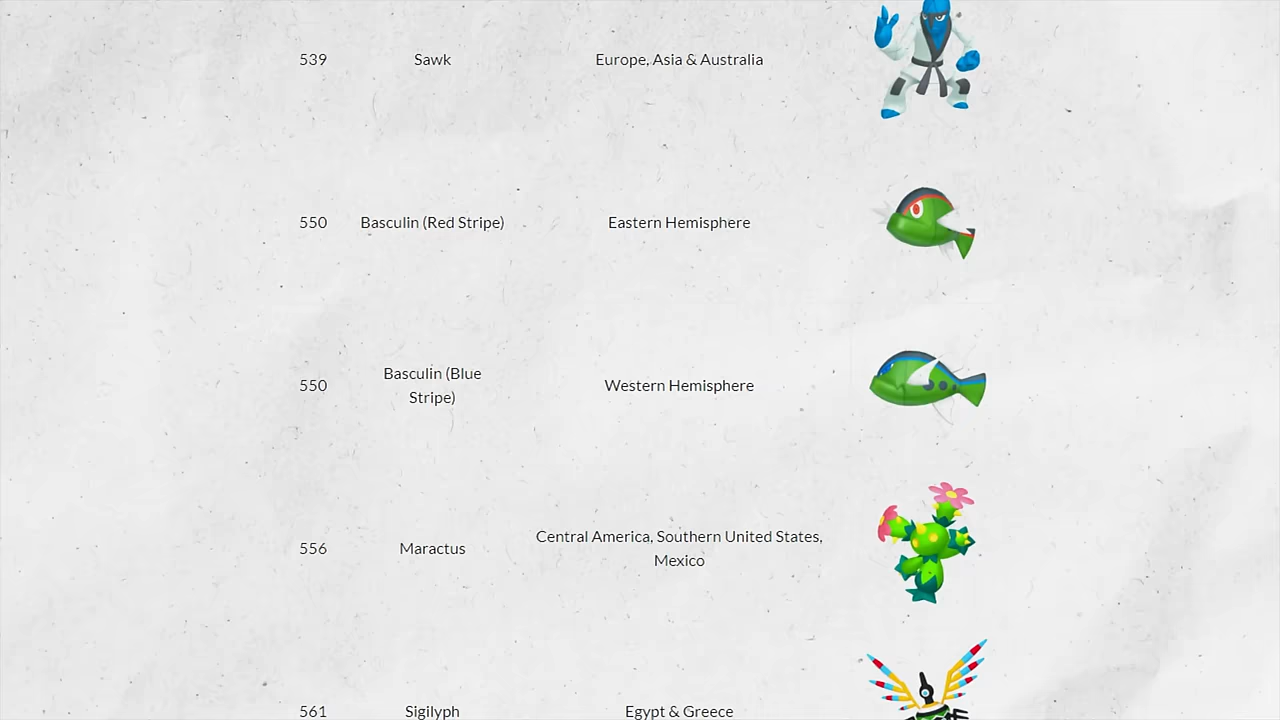 539 Sawk Europe, Asia & Australia
550 Basculin (Red Stripe) Eastern Hemisphere
550 Basculin (Blue
Stripe) Western Hemisphere
556 Maractus Central America, Southern United States,
Mexico
561 Sigilyph Egypt & Greece